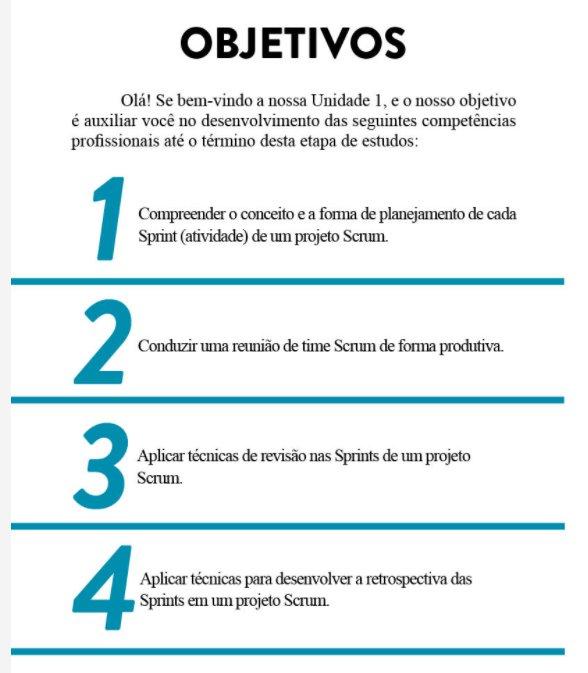 OBJETIVOS
Olá! Se bem-vindo a nossa Unidade 1, e o nosso objetivo
é auxiliar você no desenvolvimento das seguintes competências
profissionais até o término desta etapa de estudos:
1
Compreender o conceito e a forma de planejamento de cada
Sprint (atividade) de um projeto Scrum.
2
Conduzir uma reunião de time Scrum de forma produtiva.
3
Aplicar técnicas de revisão nas Sprints de um projeto
Scrum.
4
Aplicar técnicas para desenvolver a retrospectiva das
Sprints em um projeto Scrum.